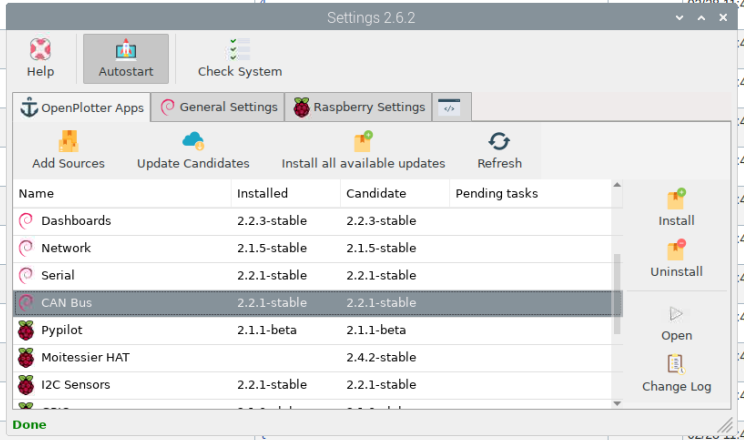 Settings 2.6.2
Help
Autostart
Check System
OpenPlotter Apps
General Settings
Raspberry Settings
</>
Add Sources
Update Candidates
Install all available updates
Refresh
Name Installed Candidate Pending tasks
Dashboards 2.2.3-stable 2.2.3-stable
Network 2.1.5-stable 2.1.5-stable
Serial 2.2.1-stable 2.2.1-stable
CAN Bus 2.2.1-stable 2.2.1-stable
Pypilot 2.1.1-beta 2.1.1-beta
Moitessier HAT 2.4.2-stable
I2C Sensors 2.2.1-stable 2.2.1-stable
Install
Uninstall
Open
Change Log
Done